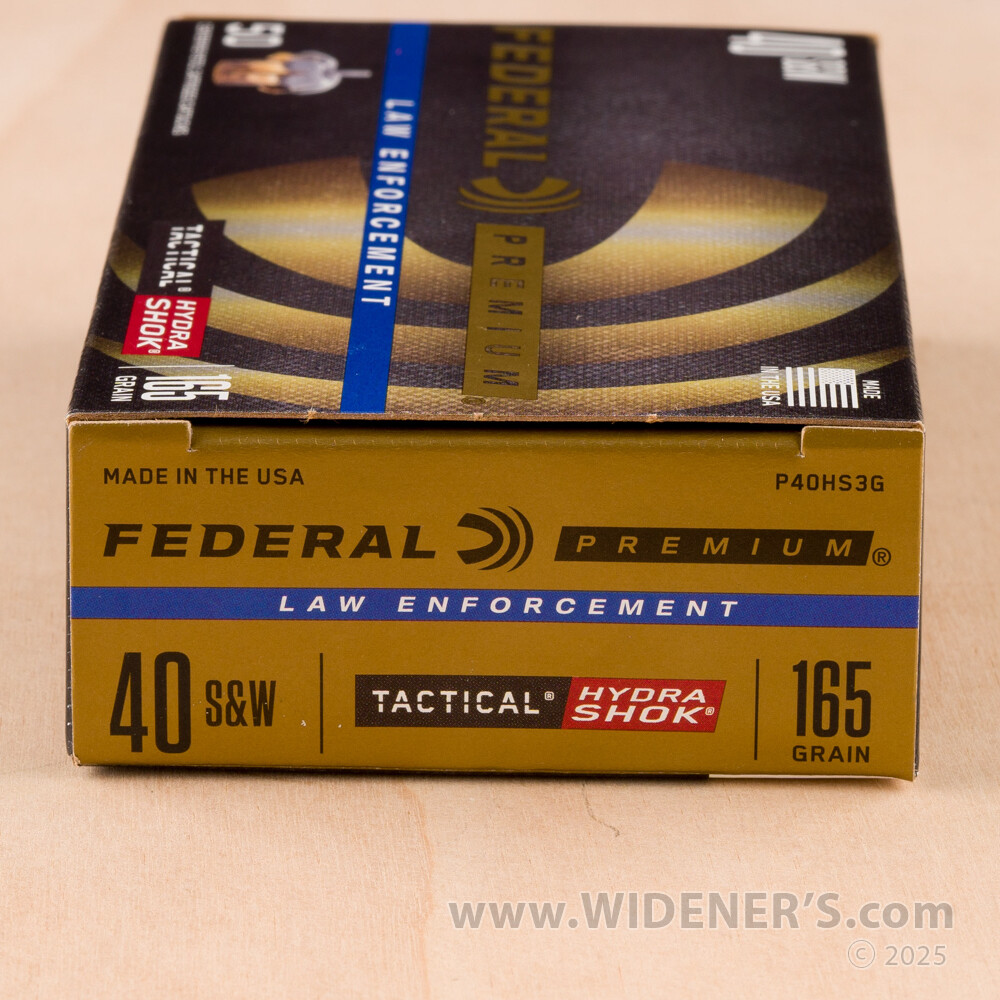 50
40 S&W
FEDERAL
PREMIUM
LAW ENFORCEMENT
TACTICAL®
HYDRA
SHOK®
165
GRAIN
MADE
IN THE USA
MADE IN THE USA
P40HS3G
FEDERAL PREMIUM®
LAW ENFORCEMENT
40 S&W
TACTICAL® HYDRA
SHOK®
165
GRAIN
www.WIDENER'S.com
© 2025